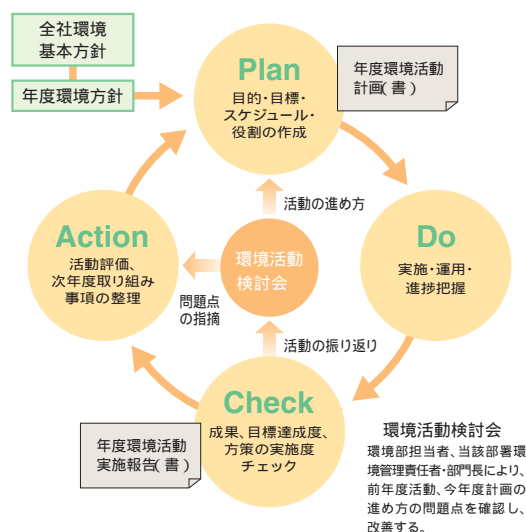 全社環境
基本方針
年度環境方針
Plan
目的・目標・
スケジュール・
役割の作成
年度環境活動
計画(書)
活動の進め方
Action
活動評価、
次年度取り組み
事項の整理
環境活動
検討会
問題点
の指摘
Do
実施・運用・
進捗把握
活動の振り返り
Check
成果、目標達成度、
方策の実施度
チェック
年度環境活動
実施報告(書)
環境活動検討会
環境部担当者、当該部署環
境管理責任者・部門長により、
前年度活動、今年度計画の
進め方の問題点を確認し、
改善する。